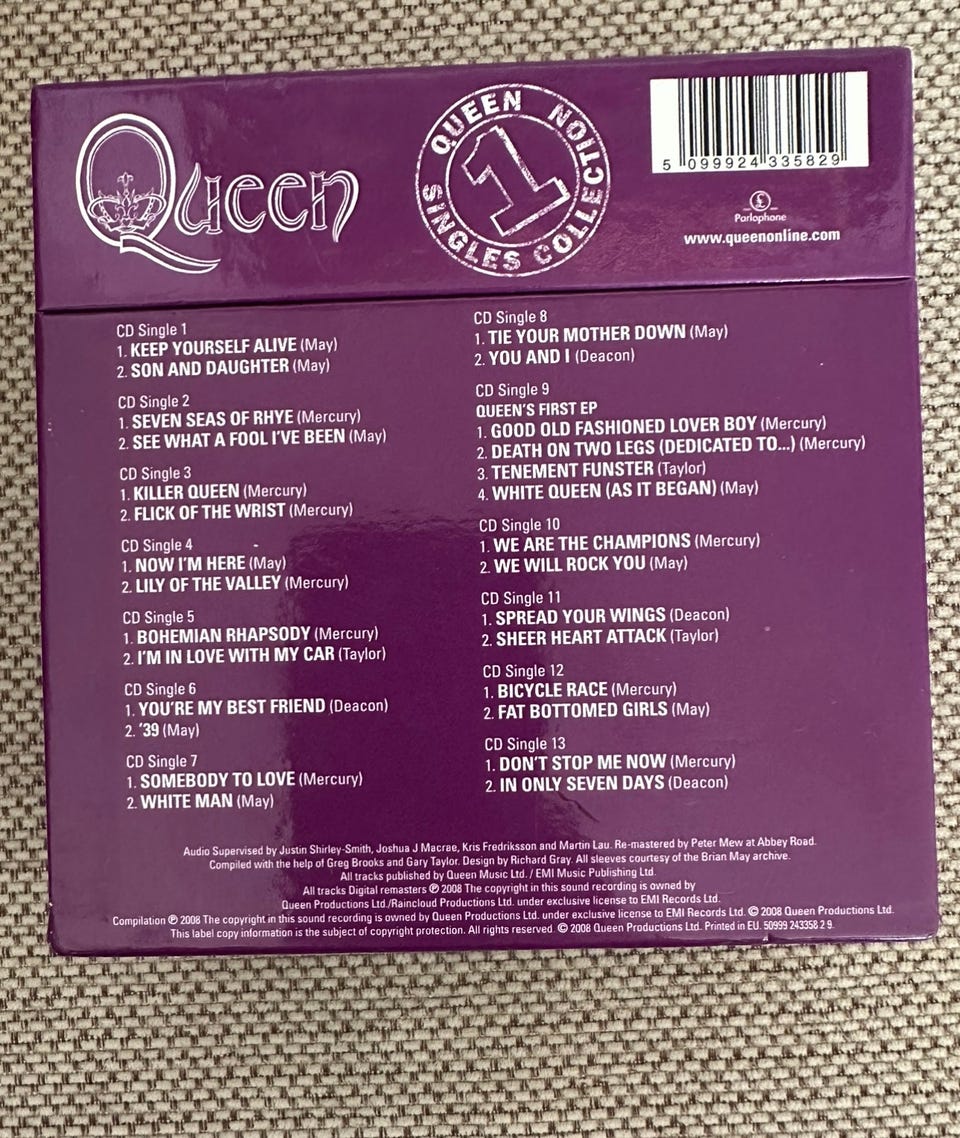 Queen
QUEEN SINGLES COLLECTION 1
5 099924 335829
£
Parlophone
www.queenonline.com
CD Single 1
1. KEEP YOURSELF ALIVE (May)
2. SON AND DAUGHTER (May)
CD Single 2
1. SEVEN SEAS OF RHYE (Mercury)
2. SEE WHAT A FOOL I'VE BEEN (May)
CD Single 3
1. KILLER QUEEN (Mercury)
2. FLICK OF THE WRIST (Mercury)
CD Single 4
1. NOW I'M HERE (May)
2. LILY OF THE VALLEY (Mercury)
CD Single 5
1. BOHEMIAN RHAPSODY (Mercury)
2. I'M IN LOVE WITH MY CAR (Taylor)
CD Single 6
1. YOU'RE MY BEST FRIEND (Deacon)
2. '39 (May)
CD Single 7
1. SOMEBODY TO LOVE (Mercury)
2. WHITE MAN (May)
CD Single 8
1. TIE YOUR MOTHER DOWN (May)
2. YOU AND I (Deacon)
CD Single 9
QUEEN'S FIRST EP
1. GOOD OLD FASHIONED LOVER BOY (Mercury)
2. DEATH ON TWO LEGS (DEDICATED TO...) (Mercury)
3. TENEMENT FUNSTER (Taylor)
4. WHITE QUEEN (AS IT BEGAN) (May)
CD Single 10
1. WE ARE THE CHAMPIONS (Mercury)
2. WE WILL ROCK YOU (May)
CD Single 11
1. SPREAD YOUR WINGS (Deacon)
2. SHEER HEART ATTACK (Taylor)
CD Single 12
1. BICYCLE RACE (Mercury)
2. FAT BOTTOMED GIRLS (May)
CD Single 13
1. DON'T STOP ME NOW (Mercury)
2. IN ONLY SEVEN DAYS (Deacon)
Audio Supervised by Justin Shirley-Smith, Joshua J Macrae, Kris Fredriksson and Martin Lau. Re-mastered by Peter Mew at Abbey Road.
Compiled with the help of Greg Brooks and Gary Taylor. Design by Richard Gray. All sleeves courtesy of the Brian May archive.
All tracks published by Queen Music Ltd. / EMI Music Publishing Ltd.
All tracks Digital remasters ℗ 2008 The copyright in this sound recording is owned by
Queen Productions Ltd./Raincloud Productions Ltd. under exclusive license to EMI Records Ltd.
Compilation ℗ 2008 The copyright in this sound recording is owned by Queen Productions Ltd. under exclusive license to EMI Records Ltd. © 2008 Queen Productions Ltd.
This label copy information is the subject of copyright protection. All rights reserved. © 2008 Queen Productions Ltd. Printed in EU. 50999 243358 2 9.